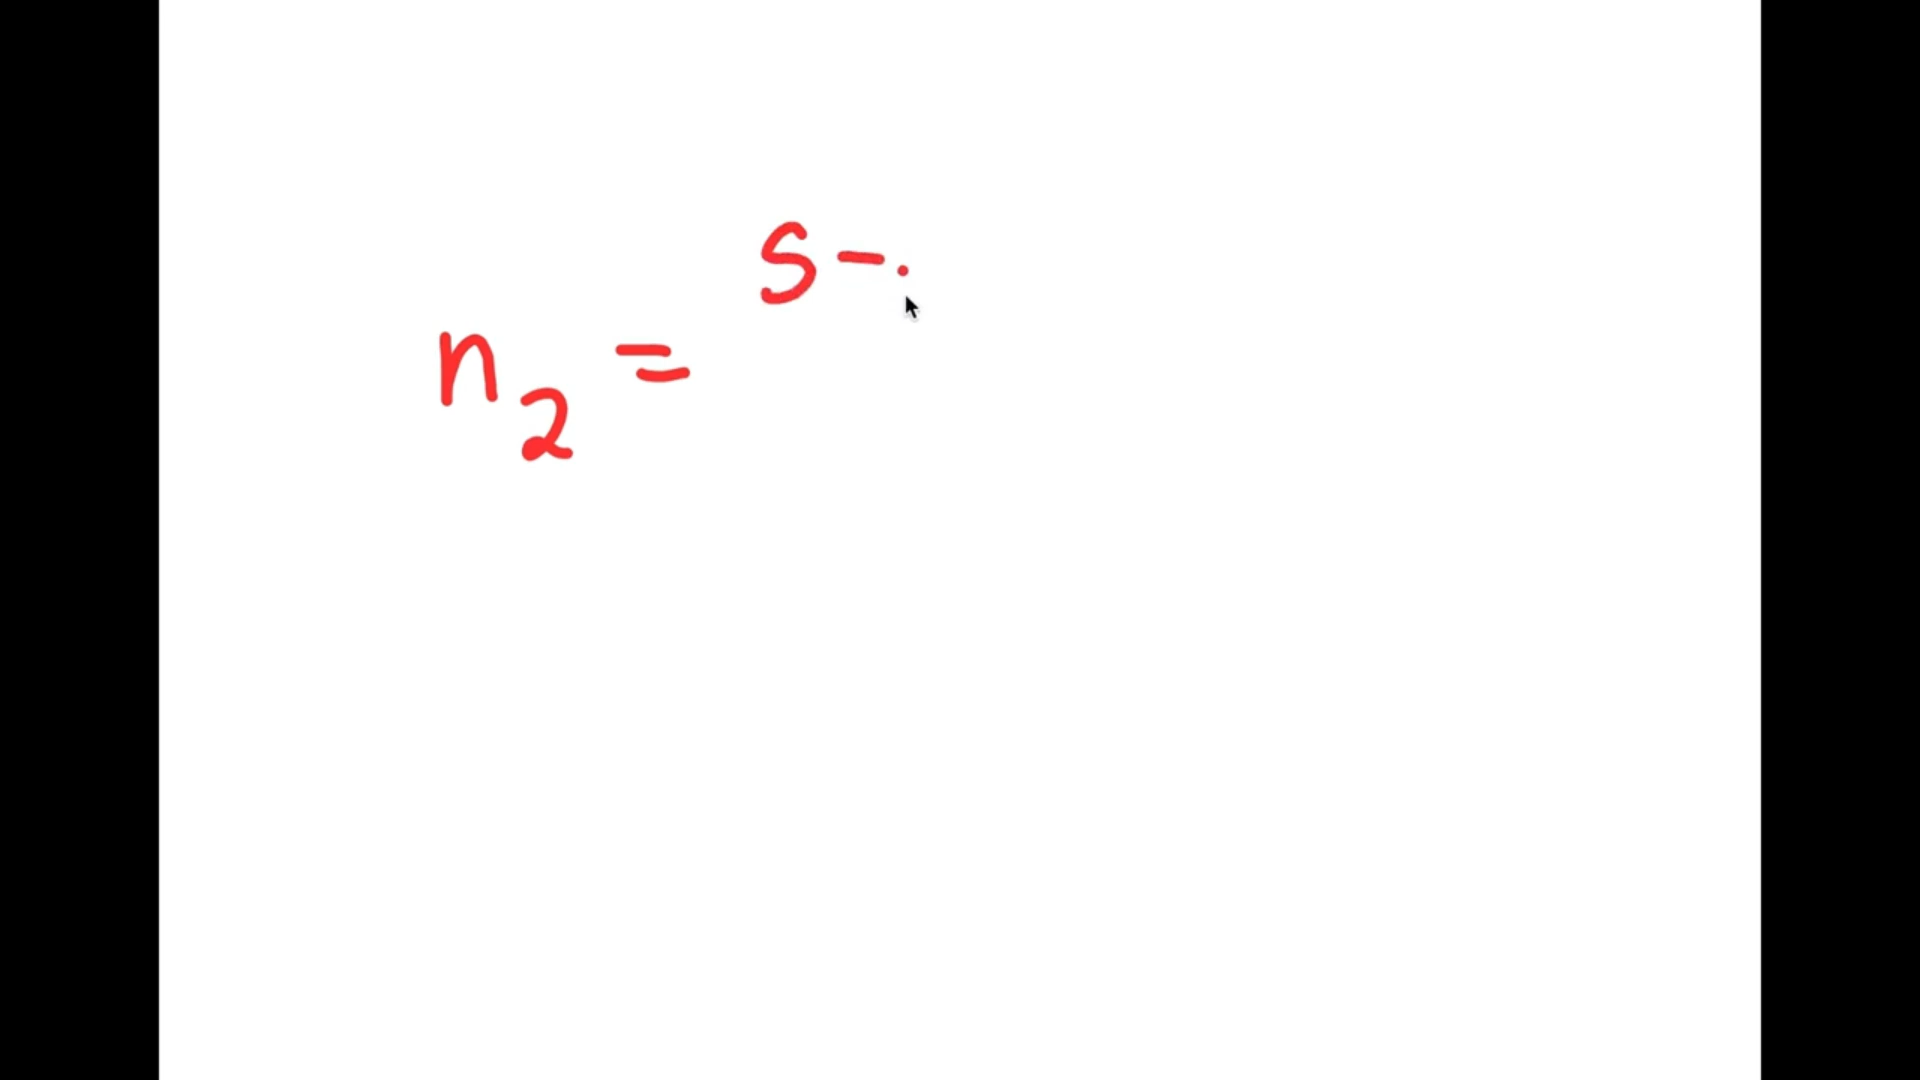 n₂ = s-.